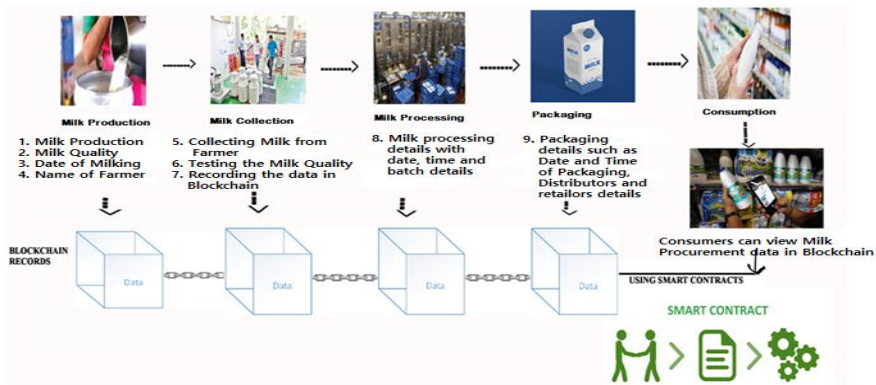 Milk Production
Milk Collection
Milk Processing
Packaging
Consumption
1. Milk Production
2. Milk Quality
3. Date of Milking
4. Name of Farmer
5. Collecting Milk from
Farmer
6. Testing the Milk Quality
7. Recording the data in
Blockchain
8. Milk processing
details with
date, time and
batch details
9. Packaging
details such as
Date and Time
of Packaging,
Distributors and
retailors details
MILK
Consumers can view Milk
Procurement data in Blockchain
BLOCKCHAIN
RECORDS
Data
Data
Data
Data
USING SMART CONTRACTS
SMART CONTRACT